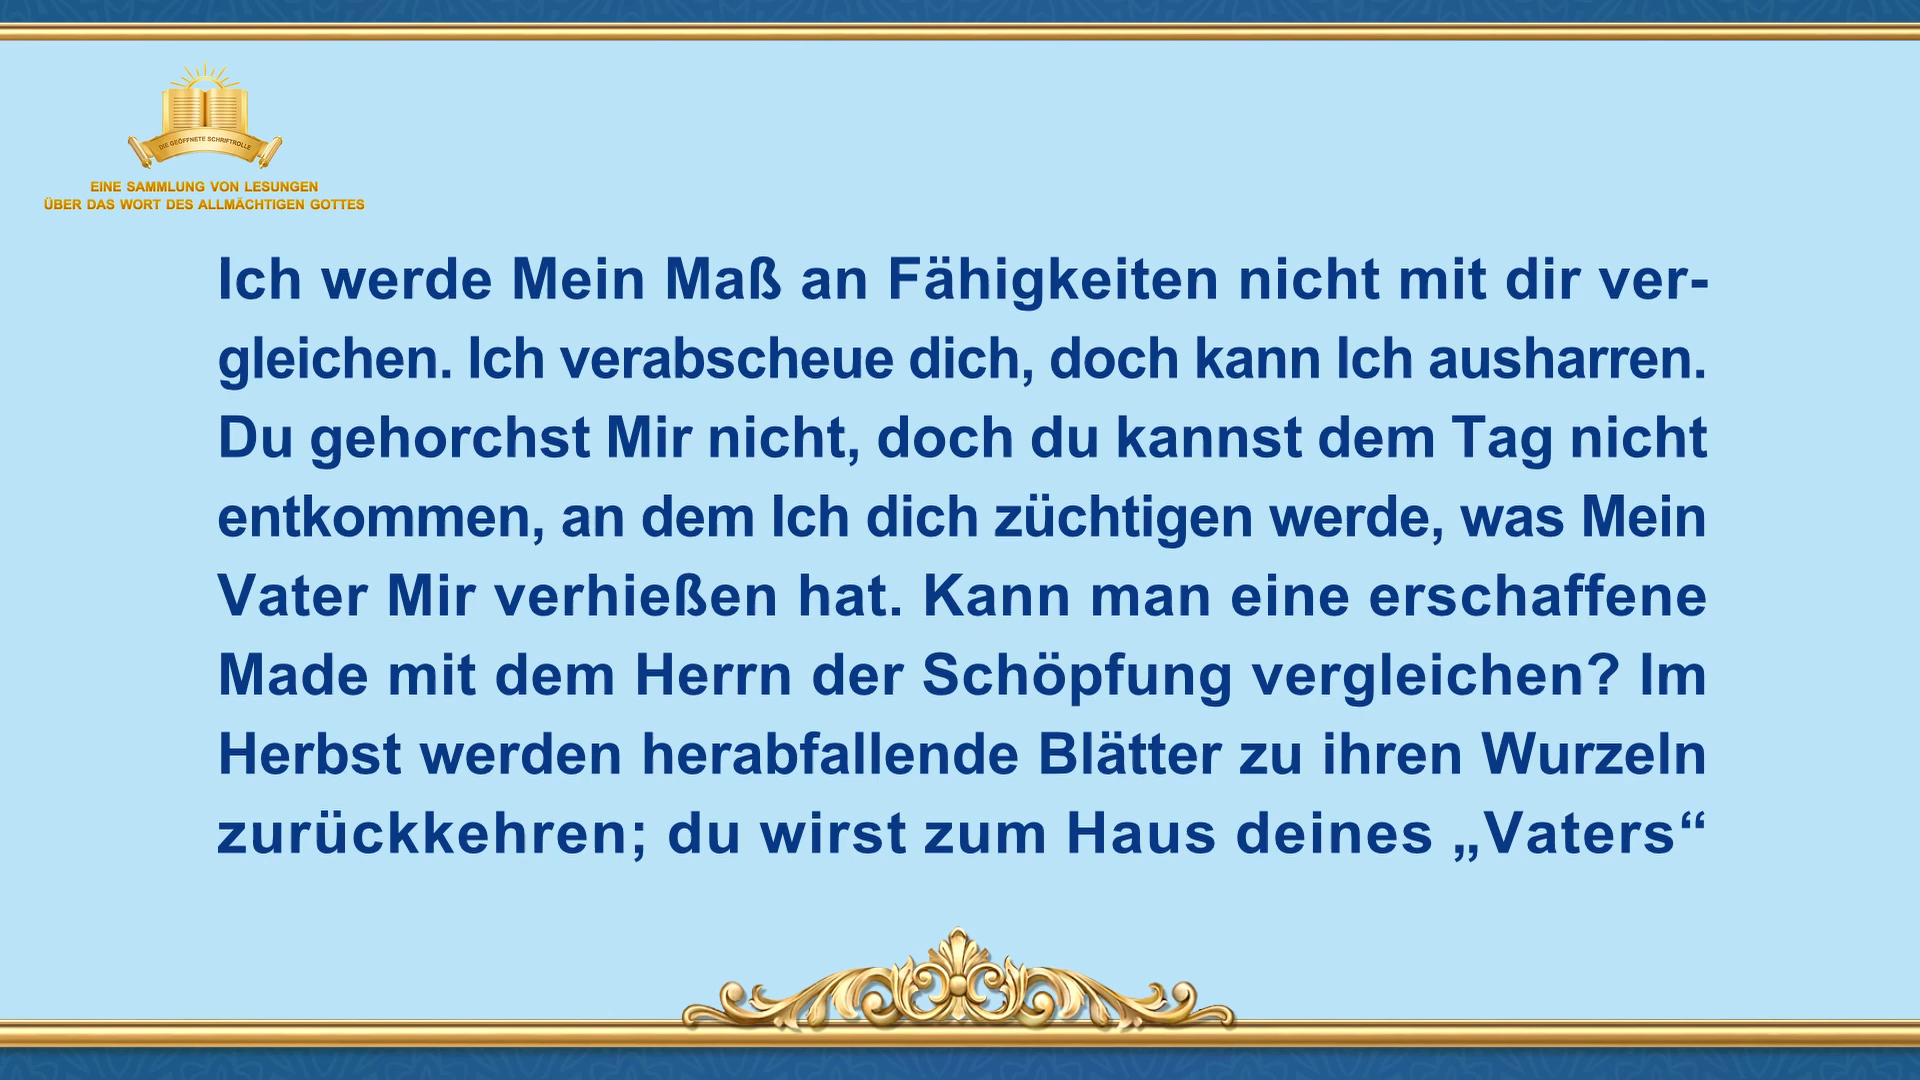 DIE GEÖFFNETE SCHRIFTROLLE
EINE SAMMLUNG VON LESUNGEN
ÜBER DAS WORT DES ALLMÄCHTIGEN GOTTES
Ich werde Mein Maß an Fähigkeiten nicht mit dir ver-
gleichen. Ich verabscheue dich, doch kann Ich ausharren.
Du gehorchst Mir nicht, doch du kannst dem Tag nicht
entkommen, an dem Ich dich züchtigen werde, was Mein
Vater Mir verhießen hat. Kann man eine erschaffene
Made mit dem Herrn der Schöpfung vergleichen? Im
Herbst werden herabfallende Blätter zu ihren Wurzeln
zurückkehren; du wirst zum Haus deines „Vaters“